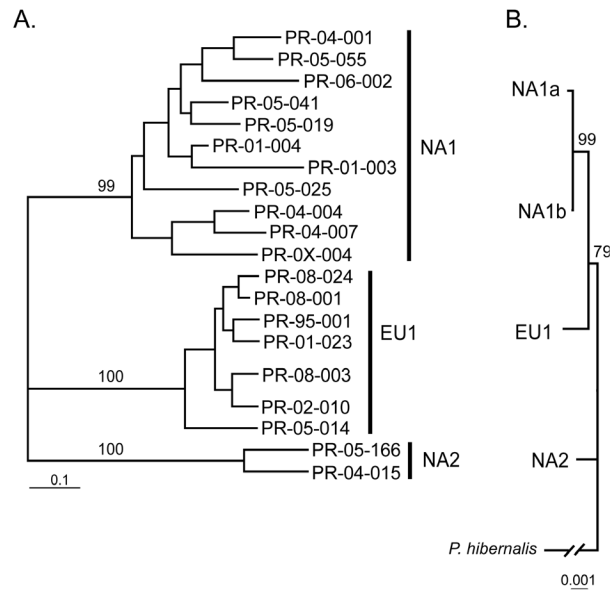 A.
PR-04-001
PR-05-055
PR-06-002
PR-05-041
PR-05-019
PR-01-004
PR-01-003
PR-05-025
PR-04-004
PR-04-007
PR-0X-004
NA1
99
PR-08-024
PR-08-001
PR-95-001
PR-01-023
PR-08-003
PR-02-010
PR-05-014
EU1
100
PR-05-166
PR-04-015
NA2
100
0.1
B.
NA1a
99
NA1b
79
EU1
NA2
P. hibernalis
0.001